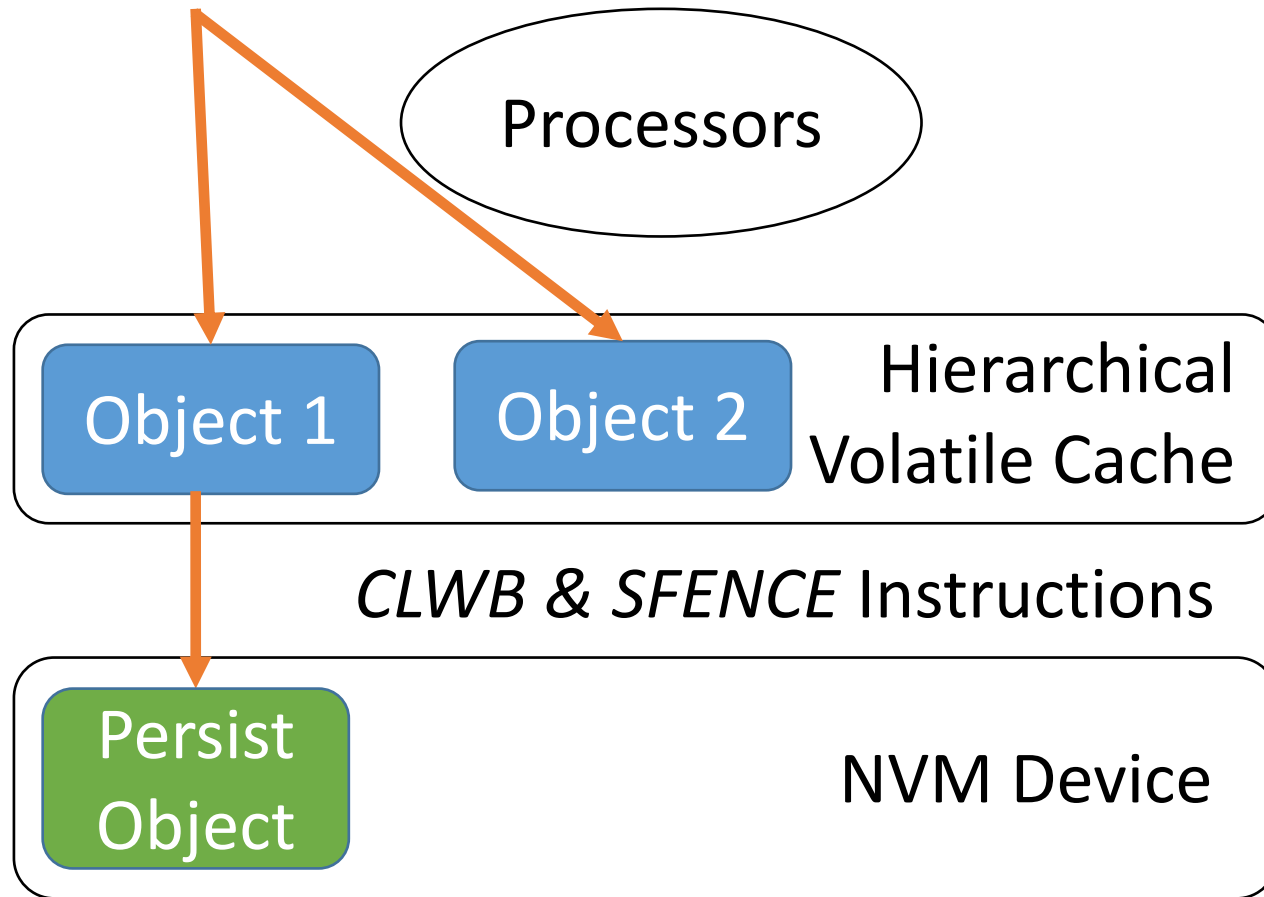 Processors
Object 1
Object 2
Hierarchical
Volatile Cache
CLWB & SFENCE Instructions
Persist
Object
NVM Device